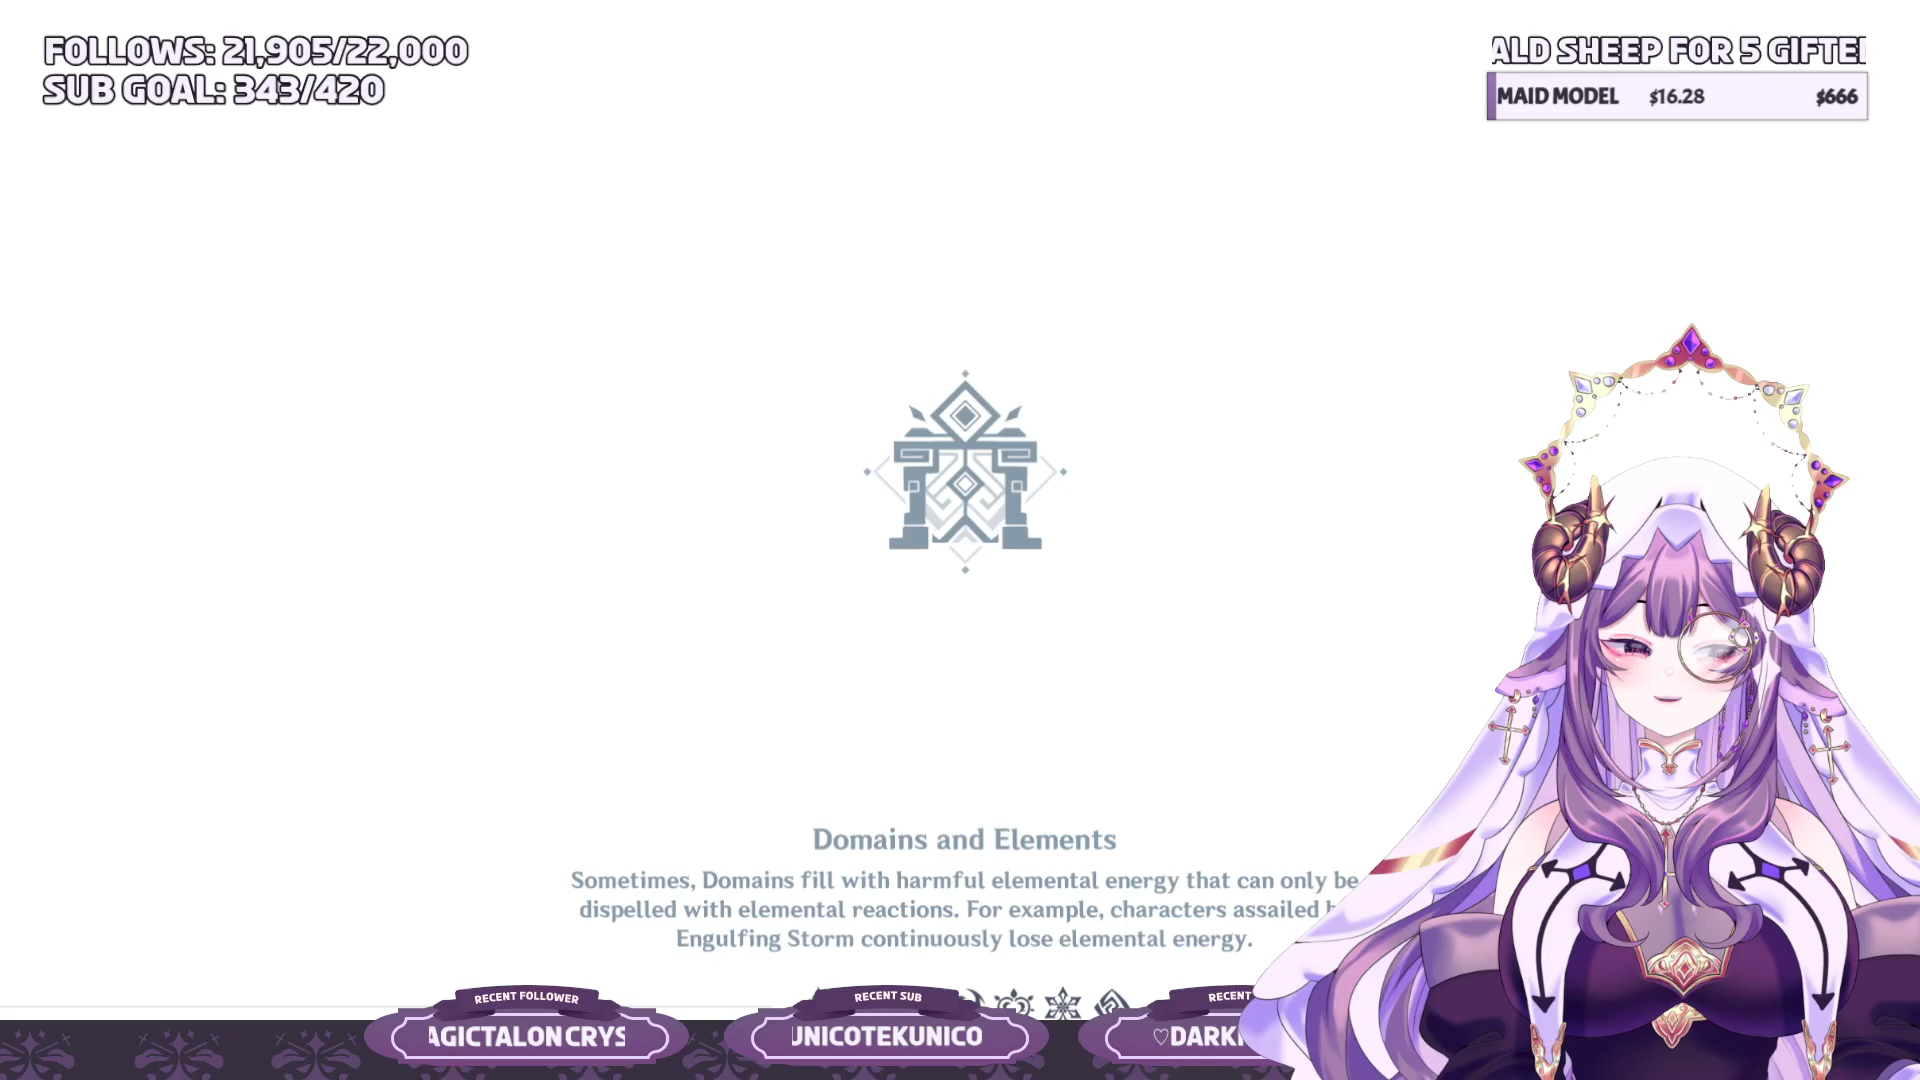 FOLLOWS: 21,905/22,000
SUB GOAL: 343/420
ALD SHEEP FOR 5 GIFTE
MAID MODEL $16.28 $666
Domains and Elements
Sometimes, Domains fill with harmful elemental energy that can only be
dispelled with elemental reactions. For example, characters assailed
Engulfing Storm continuously lose elemental energy.
RECENT FOLLOWER
AGICTALON CRYS
RECENT SUB
UNICOTEKUNICO
RECENT
♡DARK